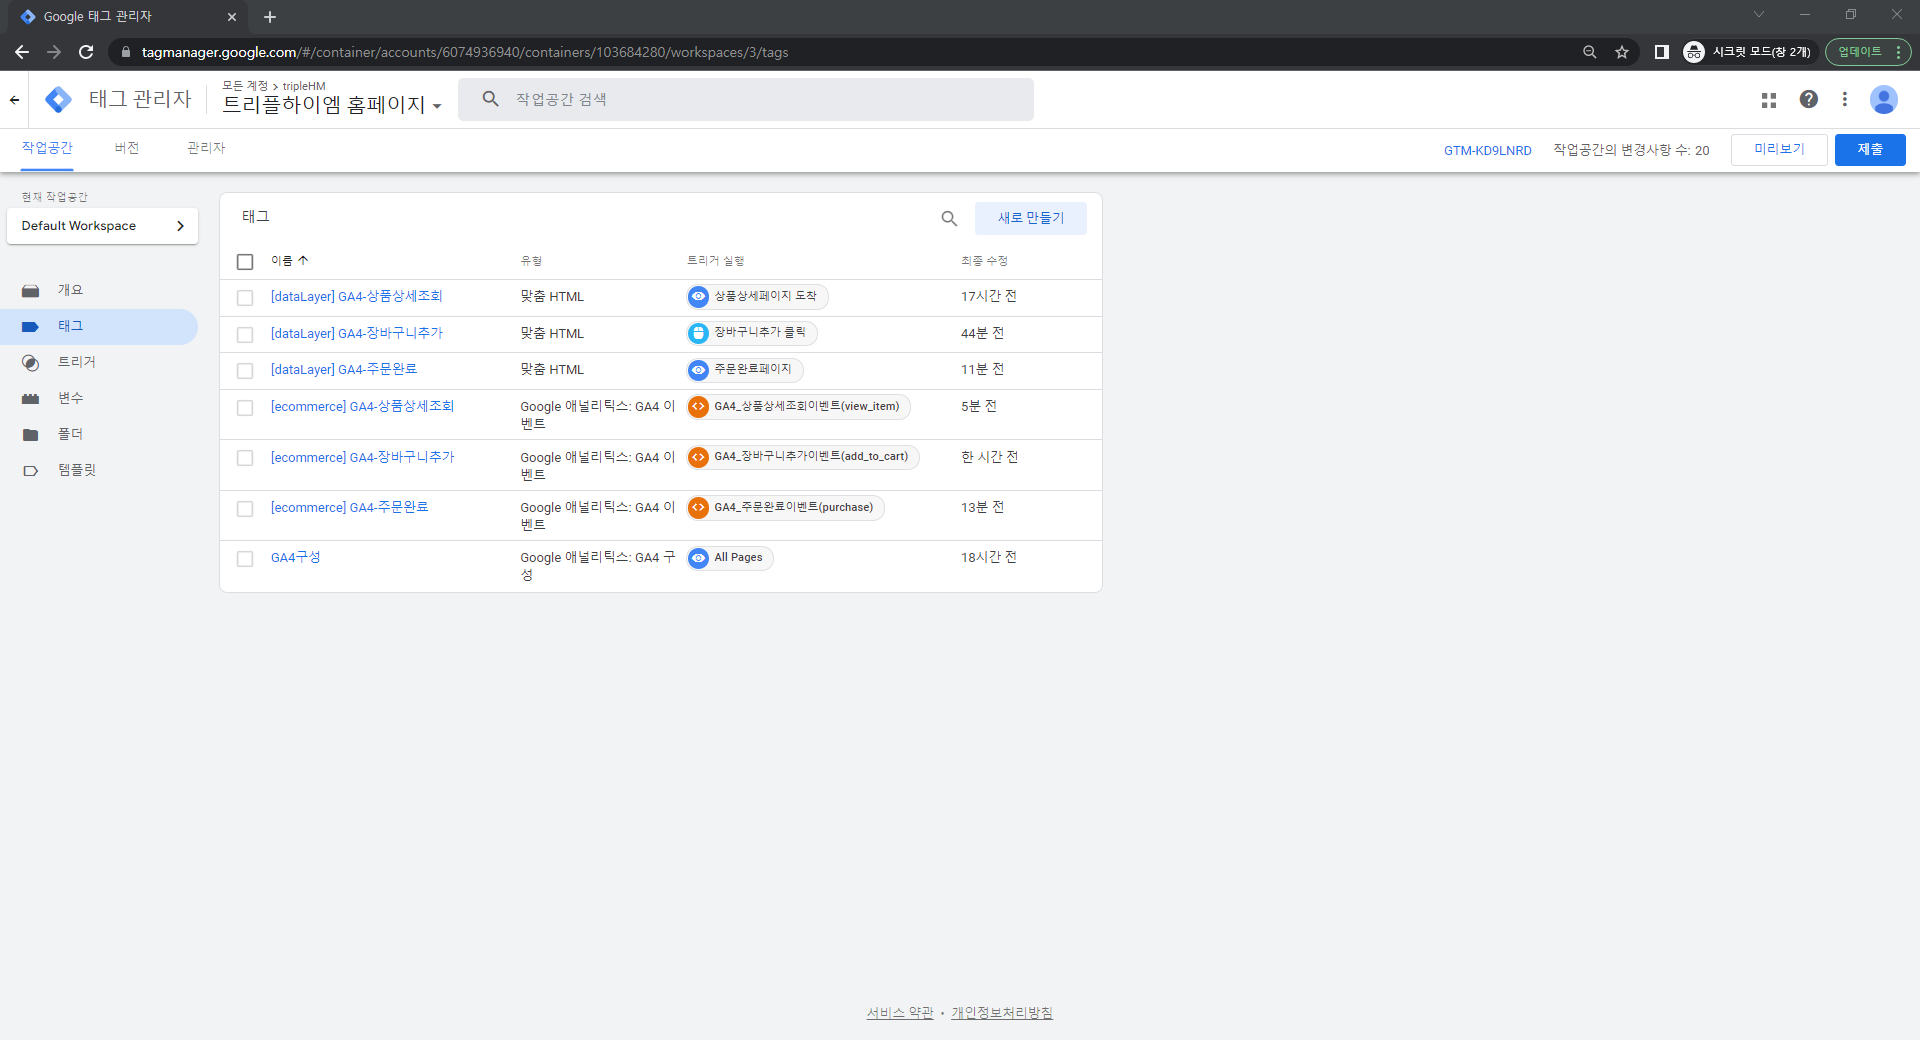 Google 태그 관리자
tagmanager.google.com/#/container/accounts/6074936940/containers/103684280/workspaces/3/tags
시크릿 모드(창 2개)
업데이트
태그 관리자
모든 계정 > tripleHM
트리플하이엠 홈페이지
작업공간 검색
작업공간
버전
관리자
GTM-KD9LNRD
작업공간의 변경사항 수: 20
미리보기
제출
현재 작업공간
Default Workspace
개요
태그
트리거
변수
폴더
템플릿
태그
새로 만들기
이름 유형 트리거 실행 최종 수정
[dataLayer] GA4-상품상세조회 맞춤 HTML 상품상세페이지 도착 17시간 전
[dataLayer] GA4-장바구니추가 맞춤 HTML 장바구니추가 클릭 44분 전
[dataLayer] GA4-주문완료 맞춤 HTML 주문완료페이지 11분 전
[ecommerce] GA4-상품상세조회 Google 애널리틱스: GA4 이 GA4_상품상세조회이벤트(view_item) 5분 전
벤트
[ecommerce] GA4-장바구니추가 Google 애널리틱스: GA4 이 GA4_장바구니추가이벤트(add_to_cart) 한 시간 전
벤트
[ecommerce] GA4-주문완료 Google 애널리틱스: GA4 이 GA4_주문완료이벤트(purchase) 13분 전
벤트
GA4구성 Google 애널리틱스: GA4 구 All Pages 18시간 전
성
서비스 약관 • 개인정보처리방침